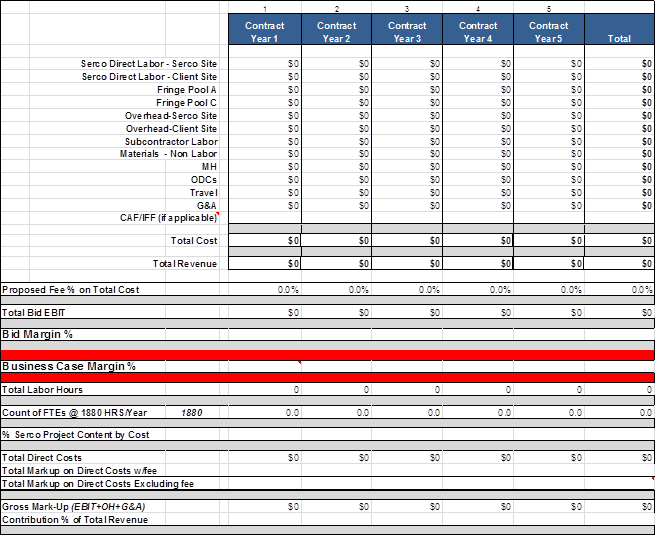 1 2 3 4 5
Contract Contract Contract Contract Contract
Year 1 Year 2 Year 3 Year 4 Year 5 Total
Serco Direct Labor - Serco Site $0 $0 $0 $0 $0 $0
Serco Direct Labor - Client Site $0 $0 $0 $0 $0 $0
Fringe Pool A $0 $0 $0 $0 $0 $0
Fringe Pool C $0 $0 $0 $0 $0 $0
Overhead-Serco Site $0 $0 $0 $0 $0 $0
Overhead-Client Site $0 $0 $0 $0 $0 $0
Subcontractor Labor $0 $0 $0 $0 $0 $0
Materials - Non Labor $0 $0 $0 $0 $0 $0
MH $0 $0 $0 $0 $0 $0
ODCs $0 $0 $0 $0 $0 $0
Travel $0 $0 $0 $0 $0 $0
G&A $0 $0 $0 $0 $0 $0
CAF/IFF (if applicable)
Total Cost $0 $0 $0 $0 $0 $0
Total Revenue $0 $0 $0 $0 $0 $0
Proposed Fee % on Total Cost 0.0% 0.0% 0.0% 0.0% 0.0% 0.0%
Total Bid EBIT $0 $0 $0 $0 $0 $0
Bid Margin %
Business Case Margin %
Total Labor Hours 0 0 0 0 0 0
Count of FTEs @ 1880 HRS/Year 1880 0.0 0.0 0.0 0.0 0.0 0.0
% Serco Project Content by Cost
Total Direct Costs $0 $0 $0 $0 $0 $0
Total Markup on Direct Costs w/fee
Total Markup on Direct Costs Excluding fee
Gross Mark-Up (EBIT+OH+G&A) $0 $0 $0 $0 $0 $0
Contribution % of Total Revenue